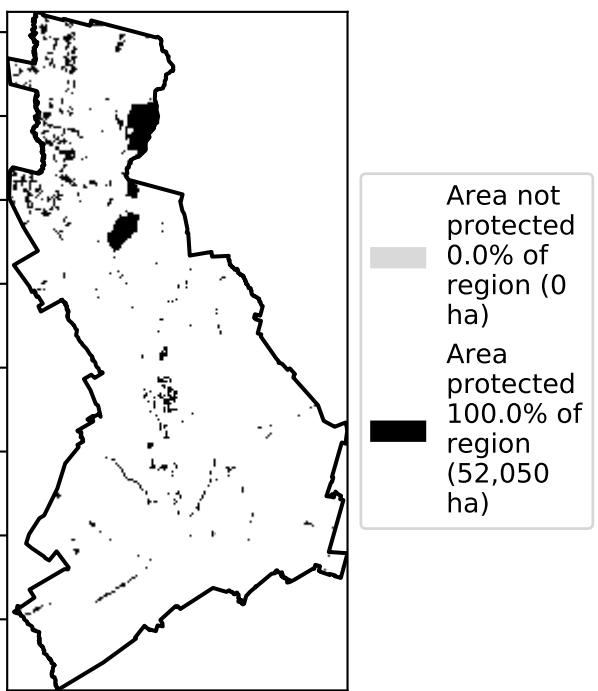 Area not
protected
0.0% of
region (0
ha)
Area
protected
100.0% of
region
(52,050
ha)